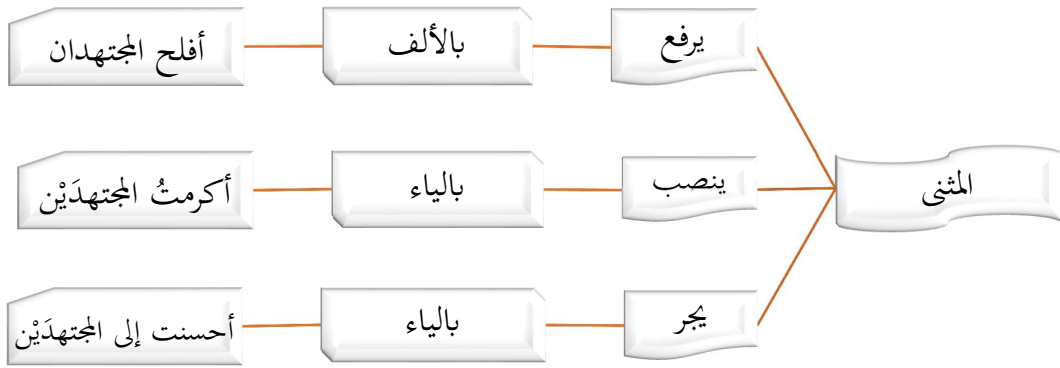 المثنى
يرفع
بالألف
أفلح المجتهدان
ينصب
بالياء
أكرمتُ المجتهدَيْن
يجر
بالياء
أحسنت إلى المجتهدَيْن